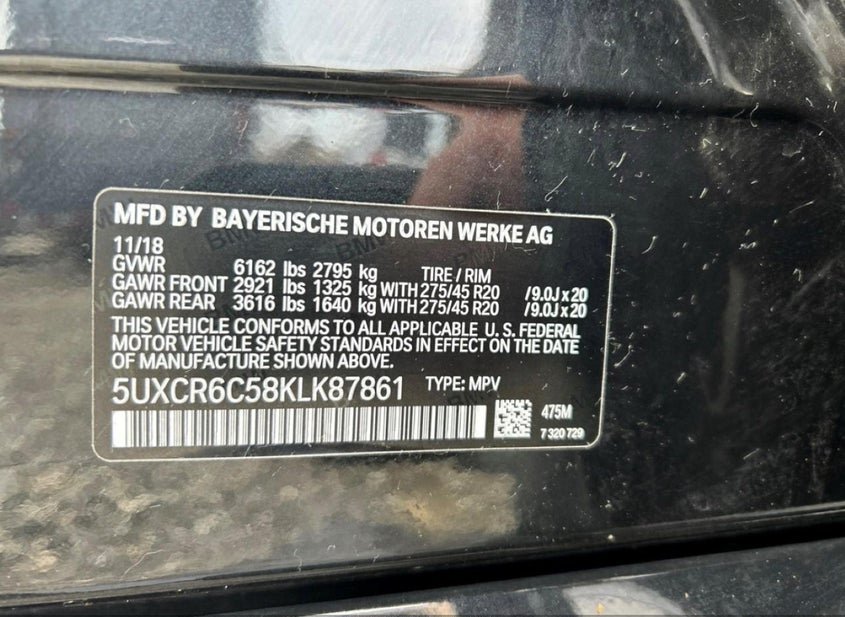 MFD BY BAYERISCHE MOTOREN WERKE AG
11/18
GVWR 6162 lbs 2795 kg TIRE / RIM
GAWR FRONT 2921 lbs 1325 kg WITH 275/45 R20 /9.0J x 20
GAWR REAR 3616 lbs 1640 kg WITH 275/45 R20 /9.0J x 20
THIS VEHICLE CONFORMS TO ALL APPLICABLE U. S. FEDERAL
MOTOR VEHICLE SAFETY STANDARDS IN EFFECT ON THE DATE
OF MANUFACTURE SHOWN ABOVE.
5UXCR6C58KLK87861 TYPE: MPV
475M
7 320 729